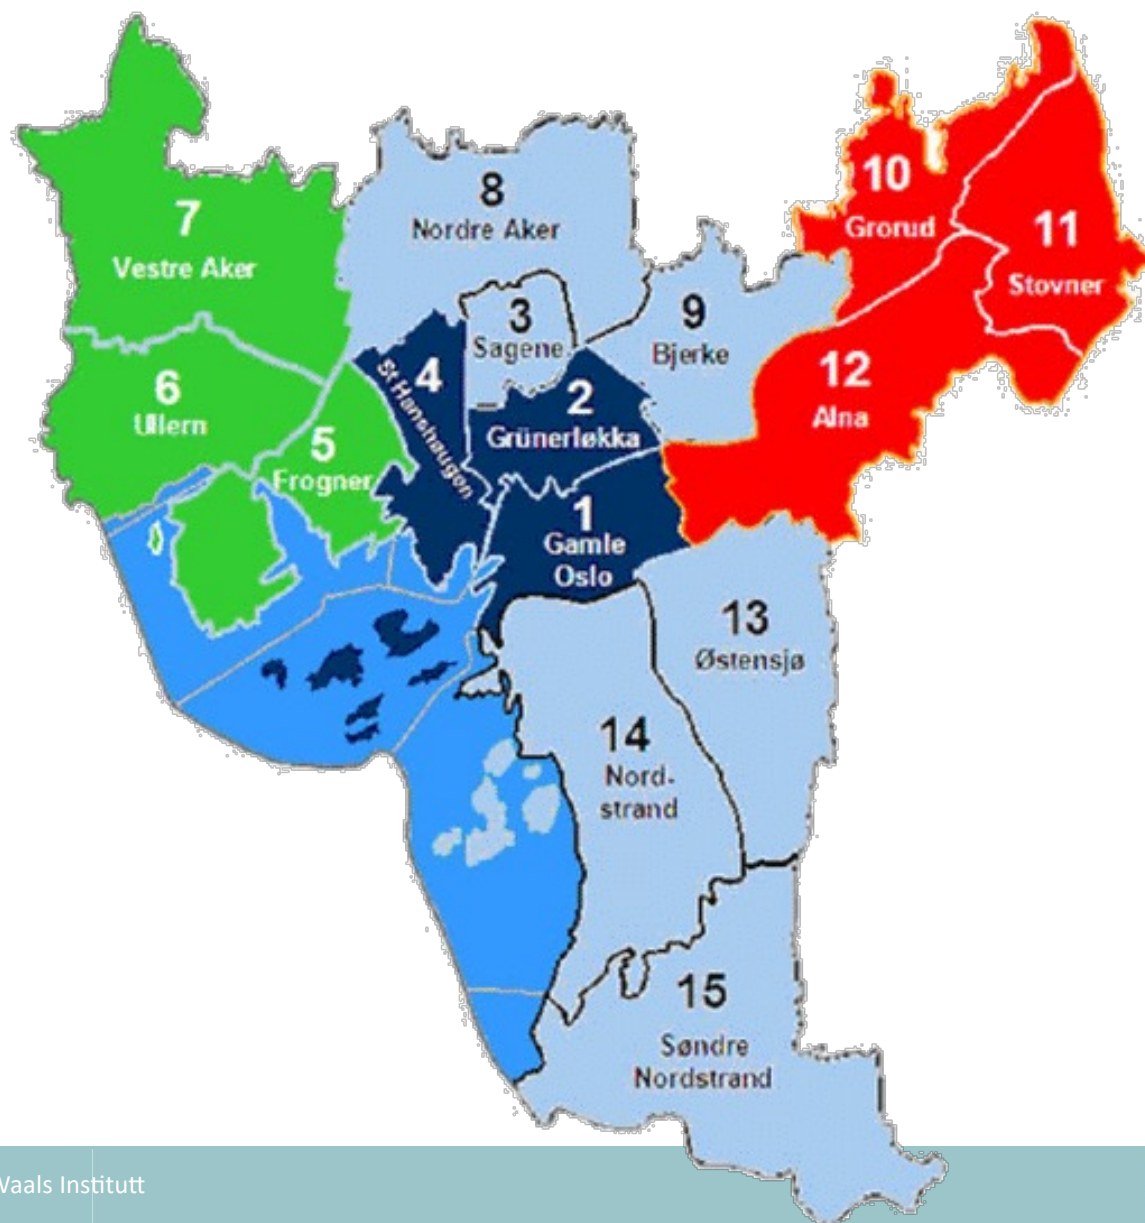 7
Vestre Aker
8
Nordre Aker
10
Grorud
11
Stovner
3
Sagene
9
Bjerke
6
Ullern
5
Frogner
4
St Hanshaugen
2
Grünerløkka
12
Alna
1
Gamle
Oslo
13
Østensjø
14
Nord-
strand
15
Søndre
Nordstrand
Institutt